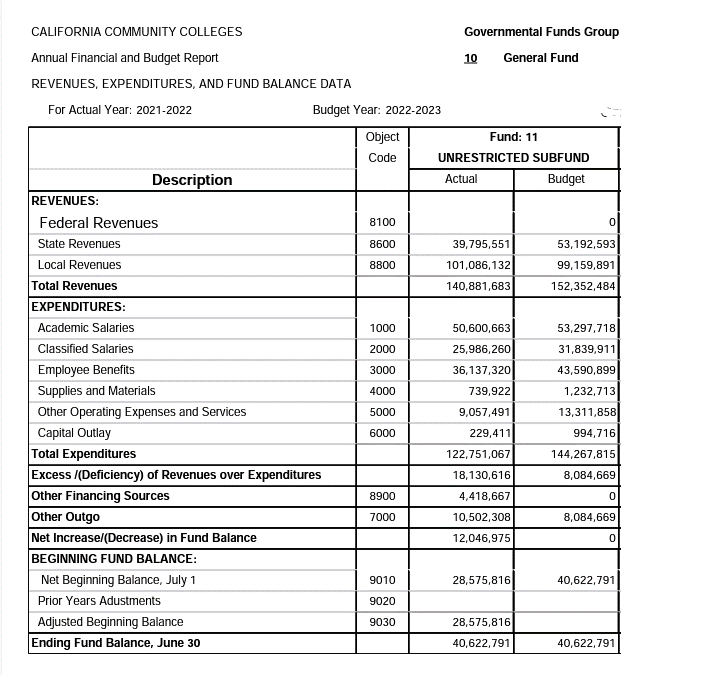 CALIFORNIA COMMUNITY COLLEGES Governmental Funds Group
Annual Financial and Budget Report 10 General Fund
REVENUES, EXPENDITURES, AND FUND BALANCE DATA
For Actual Year: 2021-2022 Budget Year: 2022-2023
Object Fund: 11
Code UNRESTRICTED SUBFUND
Description Actual Budget
REVENUES:
Federal Revenues 8100 0
State Revenues 8600 39,795,551 53,192,593
Local Revenues 8800 101,086,132 99,159,891
Total Revenues 140,881,683 152,352,484
EXPENDITURES:
Academic Salaries 1000 50,600,663 53,297,718
Classified Salaries 2000 25,986,260 31,839,911
Employee Benefits 3000 36,137,320 43,590,899
Supplies and Materials 4000 739,922 1,232,713
Other Operating Expenses and Services 5000 9,057,491 13,311,858
Capital Outlay 6000 229,411 994,716
Total Expenditures 122,751,067 144,267,815
Excess /(Deficiency) of Revenues over Expenditures 18,130,616 8,084,669
Other Financing Sources 8900 4,418,667 0
Other Outgo 7000 10,502,308 8,084,669
Net Increase/(Decrease) in Fund Balance 12,046,975 0
BEGINNING FUND BALANCE:
Net Beginning Balance, July 1 9010 28,575,816 40,622,791
Prior Years Adustments 9020
Adjusted Beginning Balance 9030 28,575,816
Ending Fund Balance, June 30 40,622,791 40,622,791